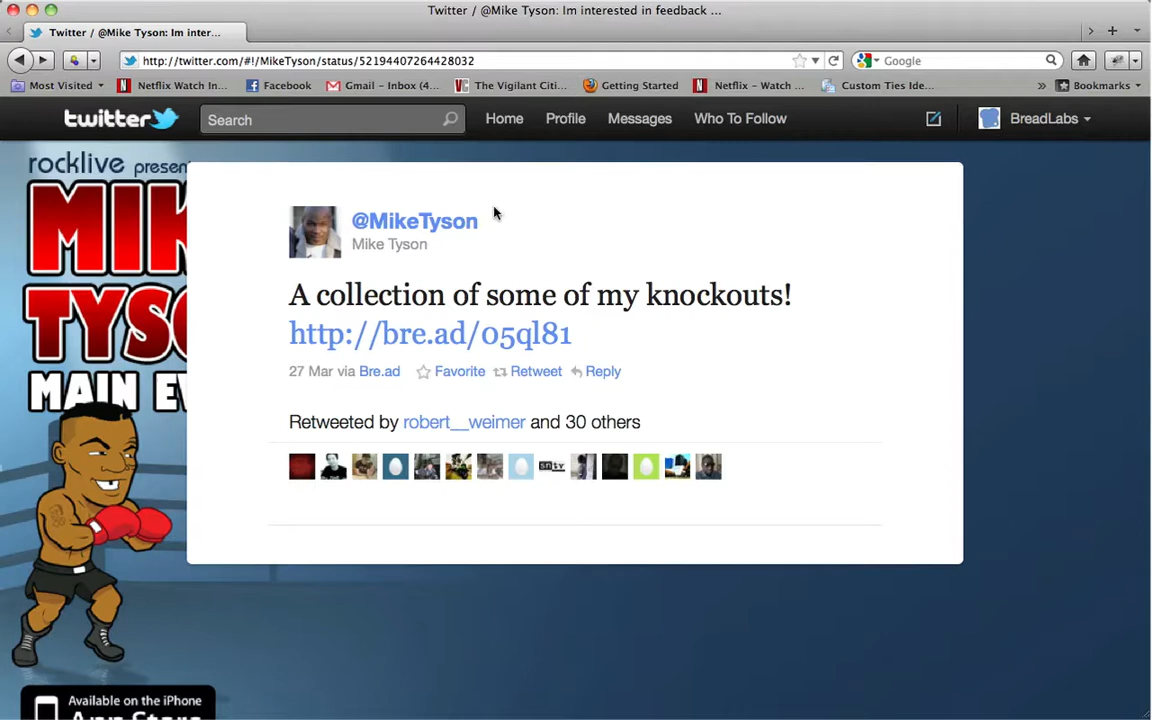 Twitter / @Mike Tyson: Im interested in feedback ...
Twitter / @Mike Tyson: Im inter...
http://twitter.com/#!/MikeTyson/status/52194407264428032
Google
Most Visited
Netflix Watch In...
Facebook
Gmail - Inbox (4...
The Vigilant Citi...
Getting Started
Netflix - Watch ...
Custom Ties Ide...
»
Bookmarks
twitter
Search
Home
Profile
Messages
Who To Follow
BreadLabs
rocklive presen
MIK
TYSO
MAIN EV
@MikeTyson
Mike Tyson
A collection of some of my knockouts!
http://bre.ad/05ql81
27 Mar via Bre.ad Favorite Retweet Reply
Retweeted by robert__weimer and 30 others
sntv
Available on the iPhone
App Store